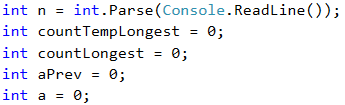 int n = int.Parse(Console.ReadLine());
int countTempLongest = 0;
int countLongest = 0;
int aPrev = 0;
int a = 0;